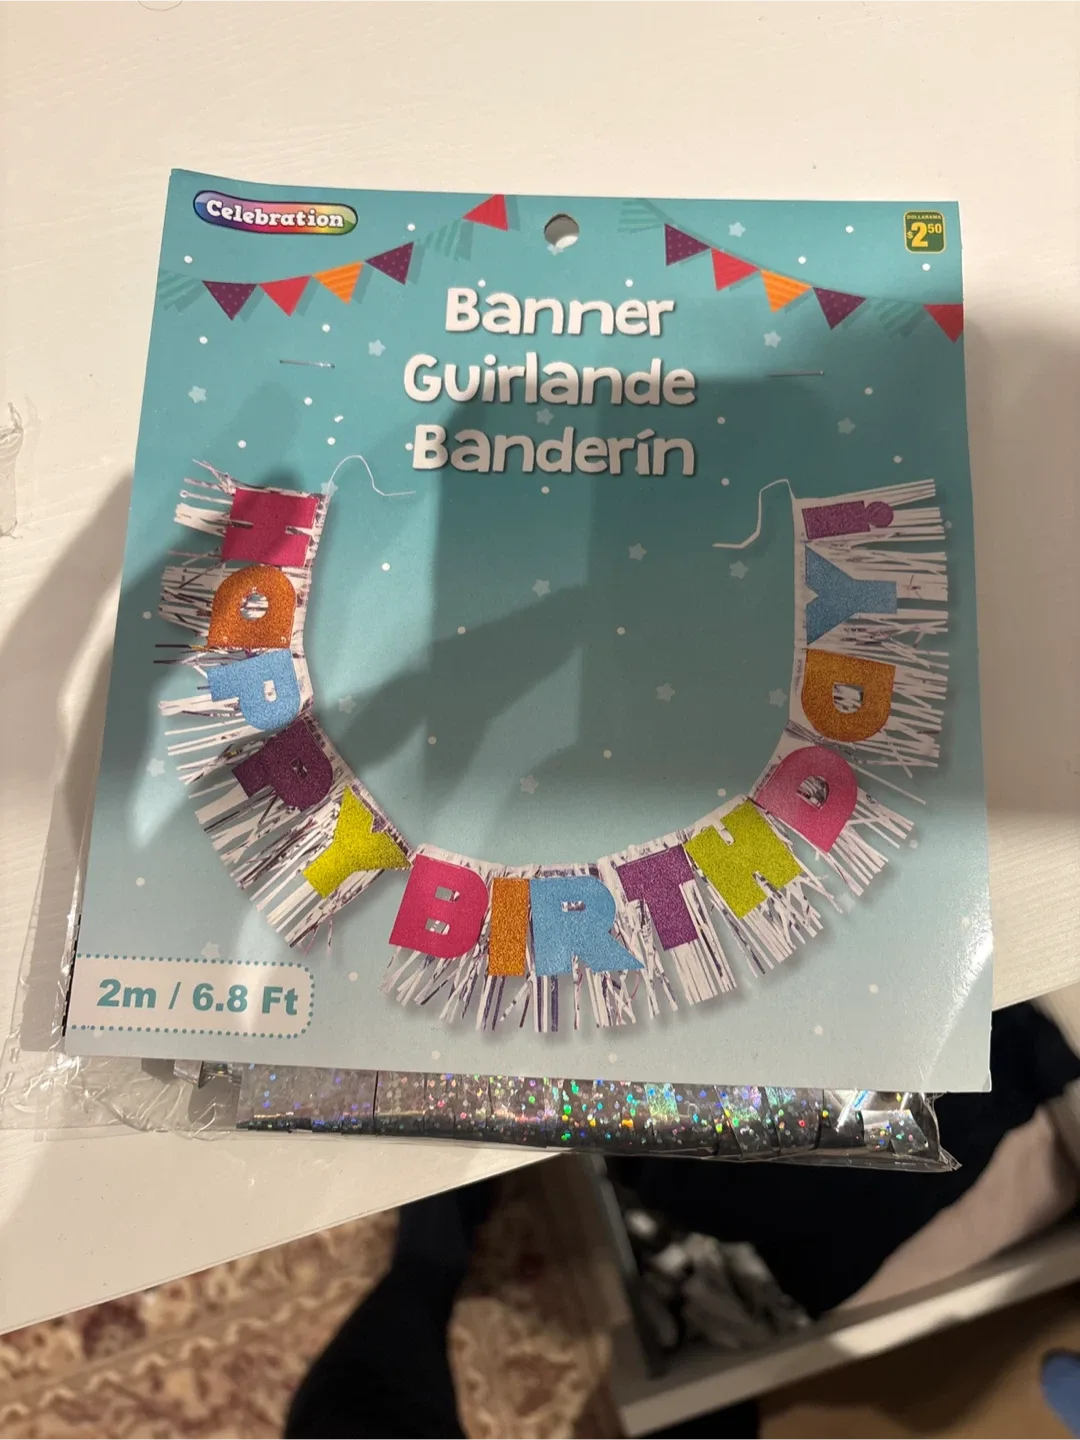 Celebration
DOLLARAMA
$2.50
Banner
Guirlande
Banderín
HAPPY BIRTHDAY!
2m / 6.8 Ft